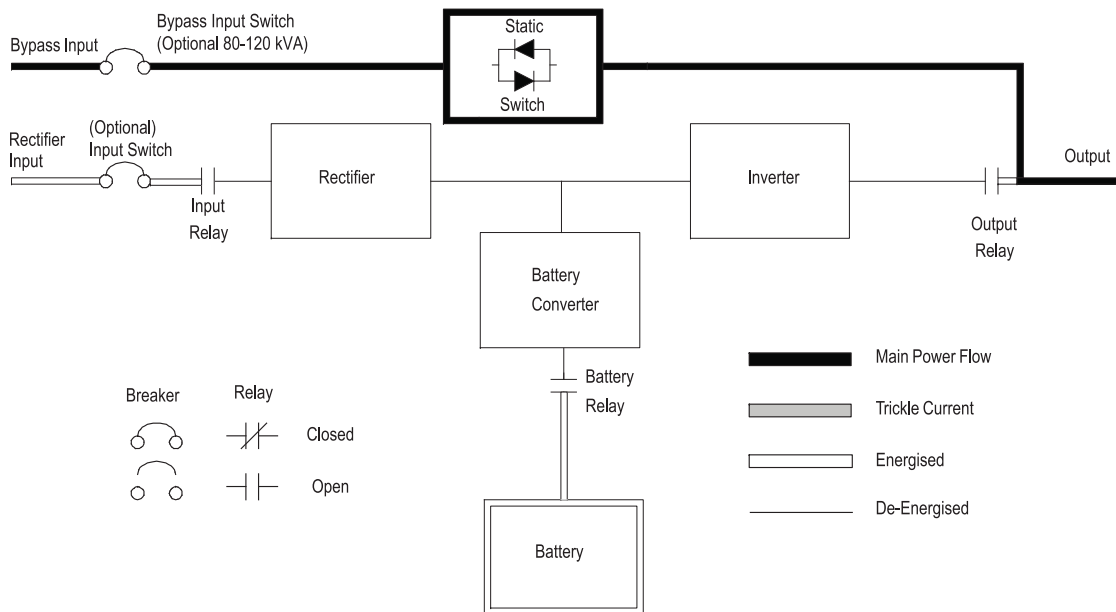 Bypass Input
Bypass Input Switch
(Optional 80-120 kVA)
Static
Switch
Rectifier
Input
(Optional)
Input Switch
Input
Relay
Rectifier
Inverter
Output
Output
Relay
Battery
Converter
Battery
Relay
Battery
Breaker
Relay
Closed
Open
Main Power Flow
Trickle Current
Energised
De-Energised